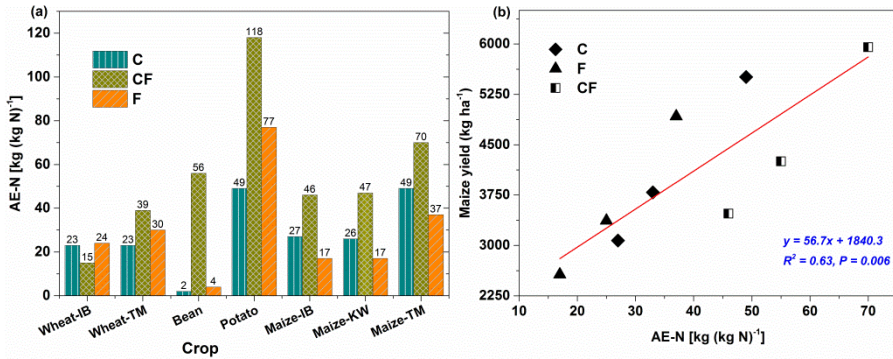 (a)
C
CF
F
AE-N [kg (kg N)-1]
120
100
80
60
40
20
0
23 15 24
23 39 30
2 56 4
49 118 77
27 46 17
26 47 17
49 70 37
Wheat-IB Wheat-TM Bean Potato Maize-IB Maize-KW Maize-TM
Crop
(b)
C
F
CF
Maize yield (kg ha-1)
6000
5250
4500
3750
3000
2250
y = 56.7x + 1840.3
R2 = 0.63, P = 0.006
10 20 30 40 50 60 70
AE-N [kg (kg N)-1]